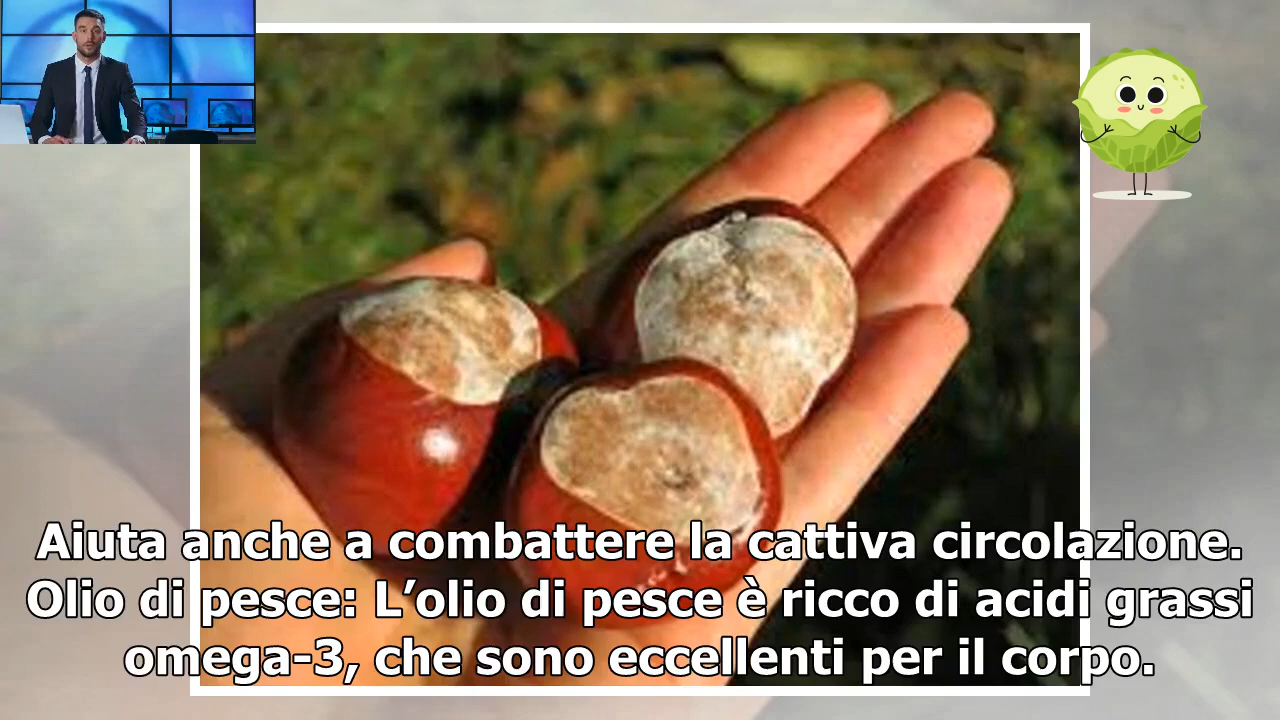 Aiuta anche a combattere la cattiva circolazione.
Olio di pesce: L’olio di pesce è ricco di acidi grassi
omega-3, che sono eccellenti per il corpo.